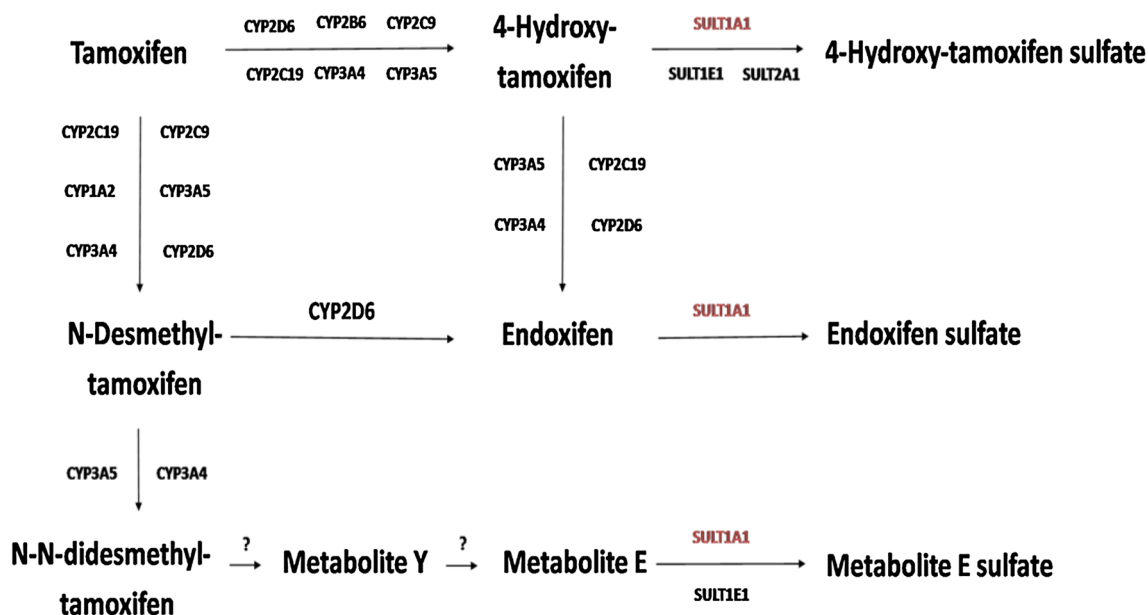 CYP2D6 CYP2B6 CYP2C9
4-Hydroxy-
SULT1A1
Tamoxifen
4-Hydroxy-tamoxifen sulfate
CYP2C19 CYP3A4 CYP3A5
tamoxifen
SULT1E1 SULT2A1
CYP2C19 CYP2C9
CYP3A5 CYP2C19
CYP1A2 CYP3A5
CYP3A4 CYP2D6
CYP3A4 CYP2D6
CYP2D6
SULT1A1
N-Desmethyl-
tamoxifen
Endoxifen
Endoxifen sulfate
CYP3A5 CYP3A4
N-N-didesmethyl-
tamoxifen
?
Metabolite Y
?
Metabolite E
SULT1A1
SULT1E1
Metabolite E sulfate